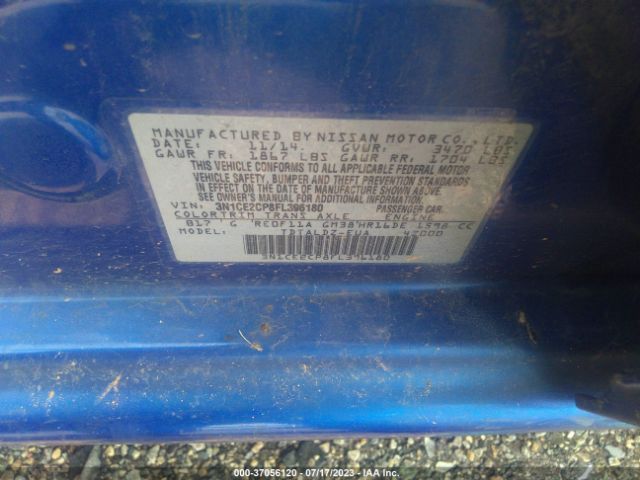 MANUFACTURED BY NISSAN MOTOR CO., LTD.
DATE: 11/14. GVWR: 3470 LBS
GAWR FR: 1867 LBS GAWR RR: 1704 LBS
THIS VEHICLE CONFORMS TO ALL APPLICABLE FEDERAL MOTOR
VEHICLE SAFETY, BUMPER AND THEFT PREVENTION STANDARDS
IN EFFECT ON THE DATE OF MANUFACTURE SHOWN ABOVE.
SEE OWNER'S MANUAL FOR ADDITIONAL INFORMATION
VIN: 3N1CE2CP8FL396180 PASSENGER CAR.
COLOR TRIM TRANS AXLE ENGINE
B17 G RE0F11A GM38 HR16DE 1598 CC
MODEL: TDTALDZ-EUA 42000
3N1CE2CP8FL396180
000-37056120 - 07/17/2023 - IAA Inc.